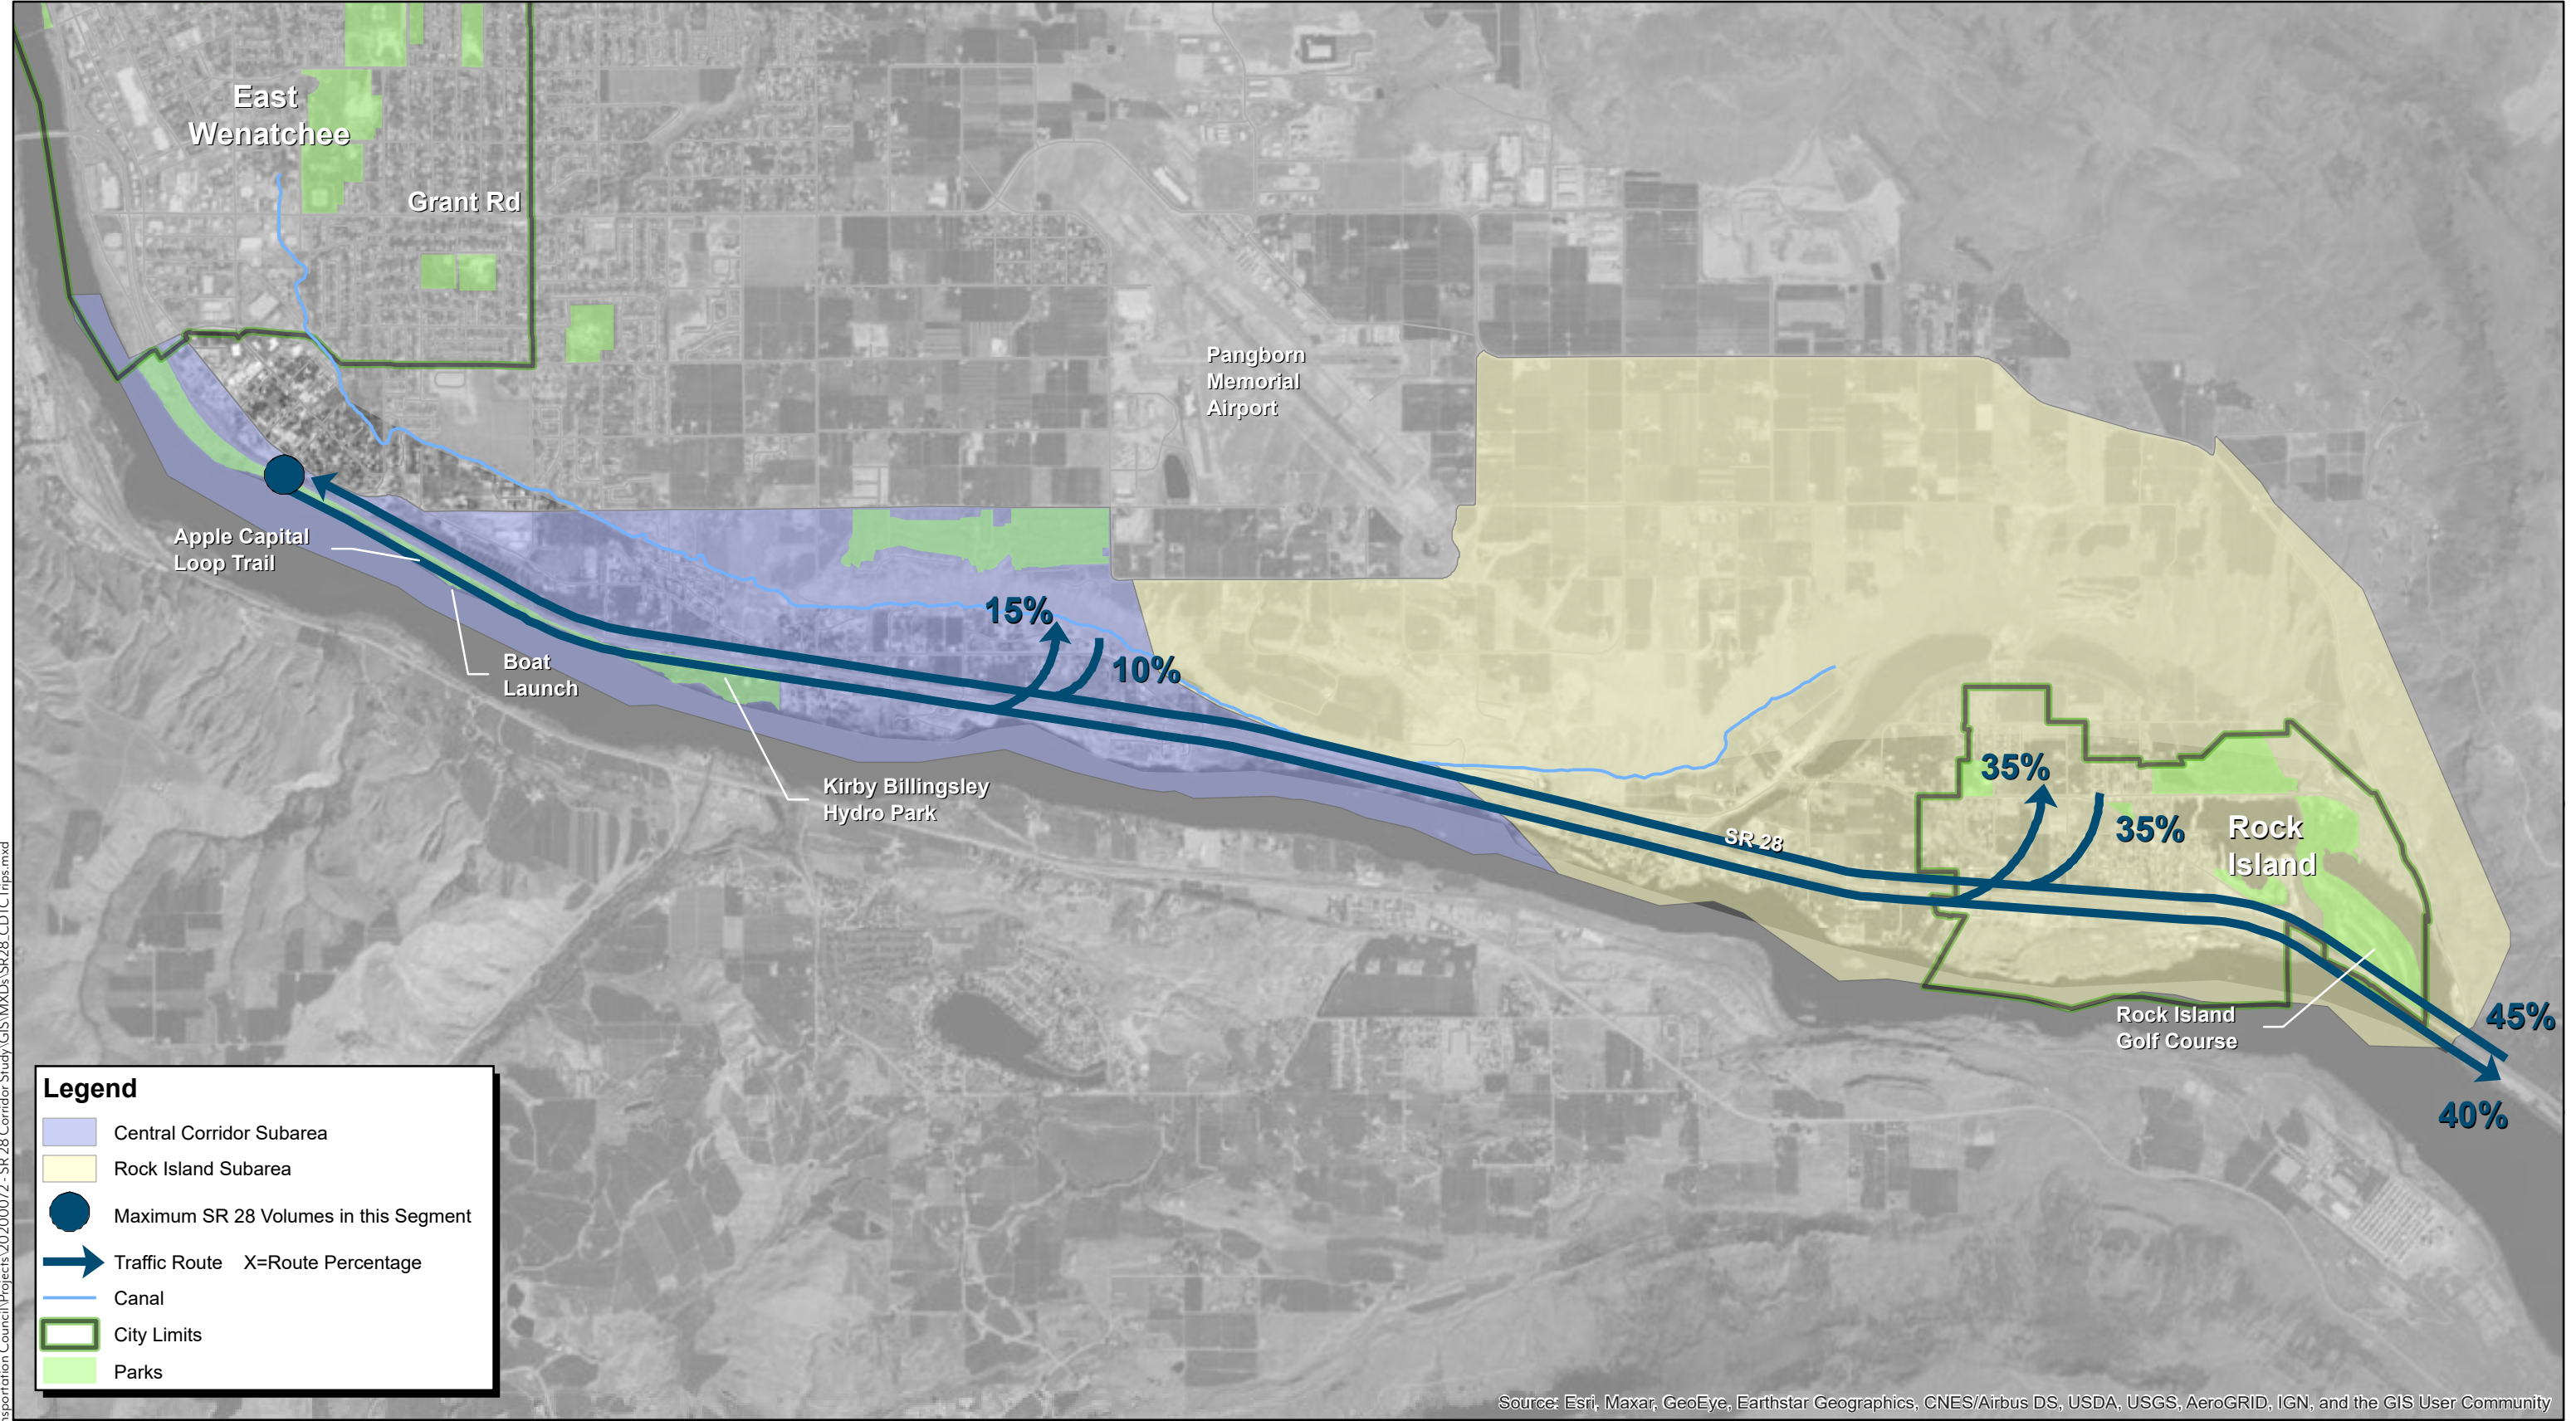 East
Wenatchee
Grant Rd
Pangborn
Memorial
Airport
Apple Capital
Loop Trail
15%
10%
Boat
Launch
Kirby Billingsley
Hydro Park
SR 28
35%
35%
Rock
Island
Rock Island
Golf Course
45%
40%
Legend
Central Corridor Subarea
Rock Island Subarea
Maximum SR 28 Volumes in this Segment
Traffic Route X=Route Percentage
Canal
City Limits
Parks
Source: Esri, Maxar, GeoEye, Earthstar Geographics, CNES/Airbus DS, USDA, USGS, AeroGRID, IGN, and the GIS User Community